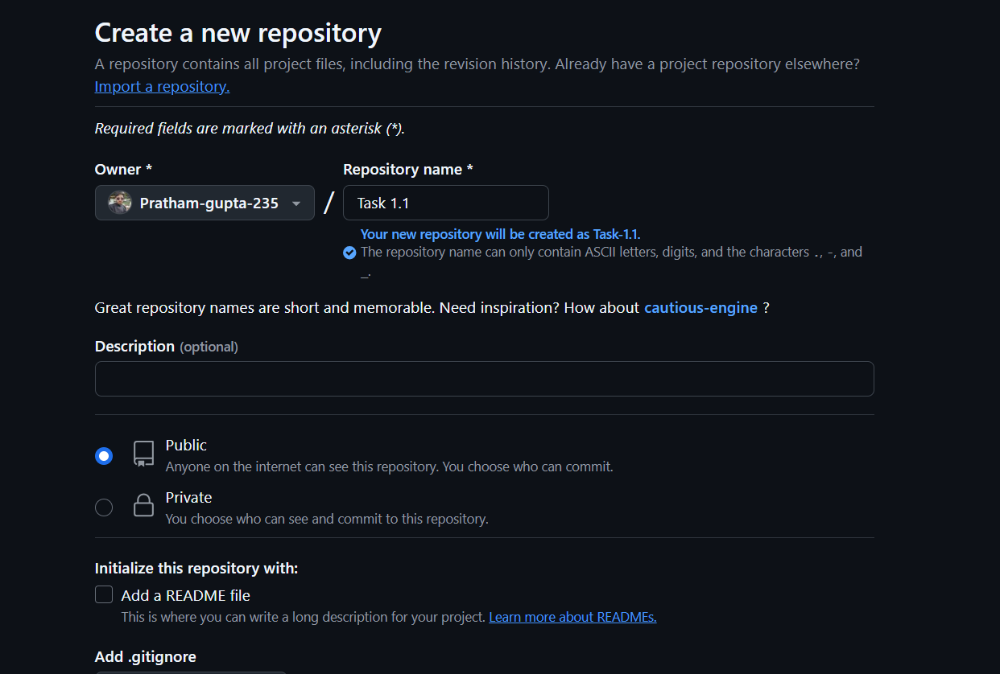 Create a new repository
A repository contains all project files, including the revision history. Already have a project repository elsewhere?
Import a repository.
Required fields are marked with an asterisk (*).
Owner *
Repository name *
Pratham-gupta-235
/
Task 1.1
Your new repository will be created as Task-1.1.
The repository name can only contain ASCII letters, digits, and the characters ., -, and
_.
Great repository names are short and memorable. Need inspiration? How about cautious-engine ?
Description (optional)
Public
Anyone on the internet can see this repository. You choose who can commit.
Private
You choose who can see and commit to this repository.
Initialize this repository with:
Add a README file
This is where you can write a long description for your project. Learn more about READMEs.
Add .gitignore